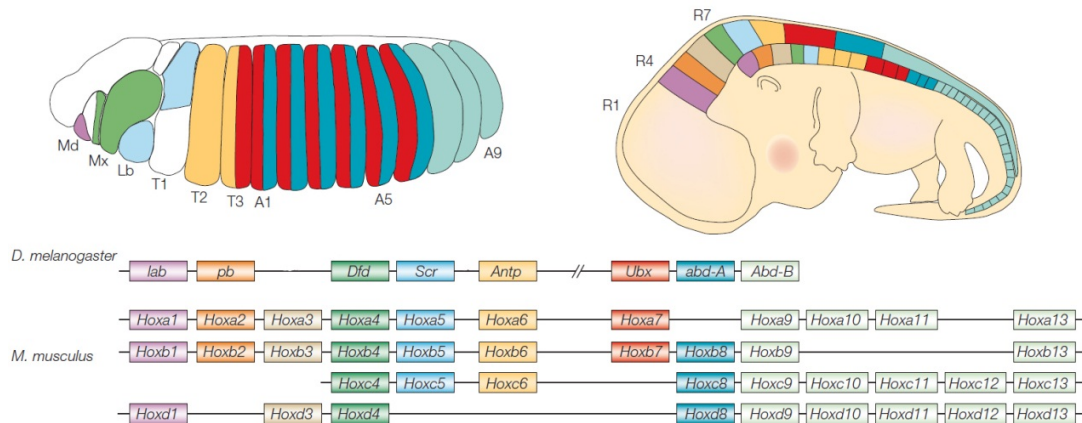 R7
R4
R1
Md
Mx
Lb
T1
T2
T3
A1
A5
A9
D. melanogaster
lab pb Dfd Scr Antp Ubx abd-A Abd-B
Hoxa1 Hoxa2 Hoxa3 Hoxa4 Hoxa5 Hoxa6 Hoxa7 Hoxa9 Hoxa10 Hoxa11 Hoxa13
M. musculus
Hoxb1 Hoxb2 Hoxb3 Hoxb4 Hoxb5 Hoxb6 Hoxb7 Hoxb8 Hoxb9 Hoxb13
Hoxc4 Hoxc5 Hoxc6 Hoxc8 Hoxc9 Hoxc10 Hoxc11 Hoxc12 Hoxc13
Hoxd1 Hoxd3 Hoxd4 Hoxd8 Hoxd9 Hoxd10 Hoxd11 Hoxd12 Hoxd13